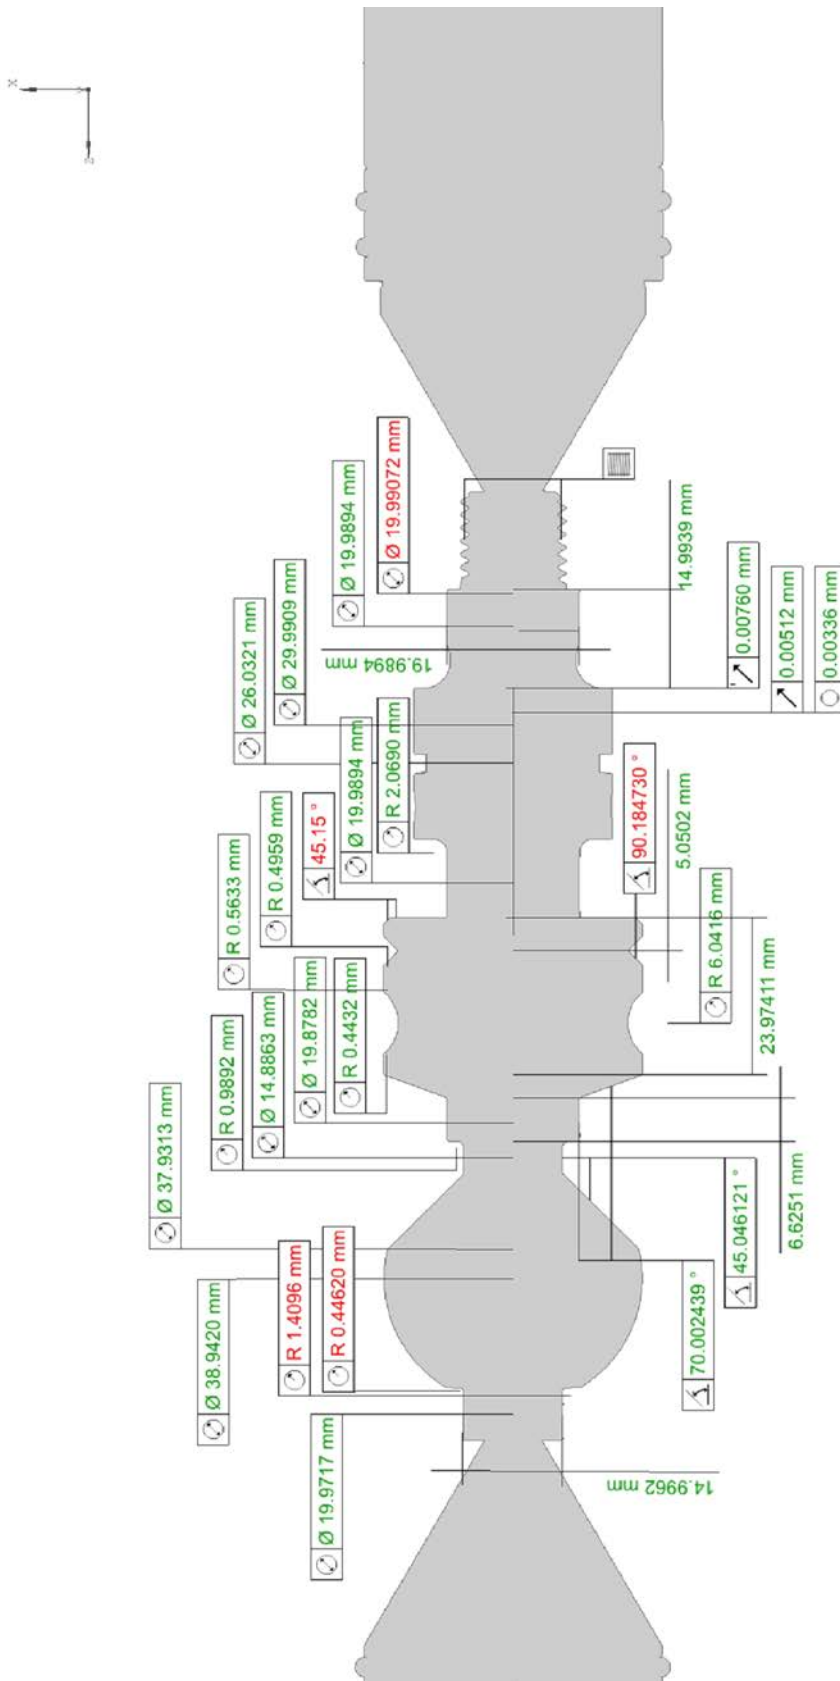 X
Y
Z
Ø 19.99072 mm
Ø 19.9894 mm
Ø 29.9909 mm
Ø 26.0321 mm
14.9939 mm
0.00760 mm
0.00512 mm
0.00336 mm
19.9894 mm
Ø 19.9894 mm
R 2.0690 mm
45.15 °
R 0.4959 mm
R 0.5633 mm
90.184730 °
5.0502 mm
R 6.0416 mm
23.97411 mm
Ø 19.8782 mm
R 0.4432 mm
Ø 14.8863 mm
R 0.9892 mm
Ø 37.9313 mm
6.6251 mm
45.046121 °
70.002439 °
Ø 38.9420 mm
R 1.4096 mm
R 0.44620 mm
Ø 19.9717 mm
14.9962 mm